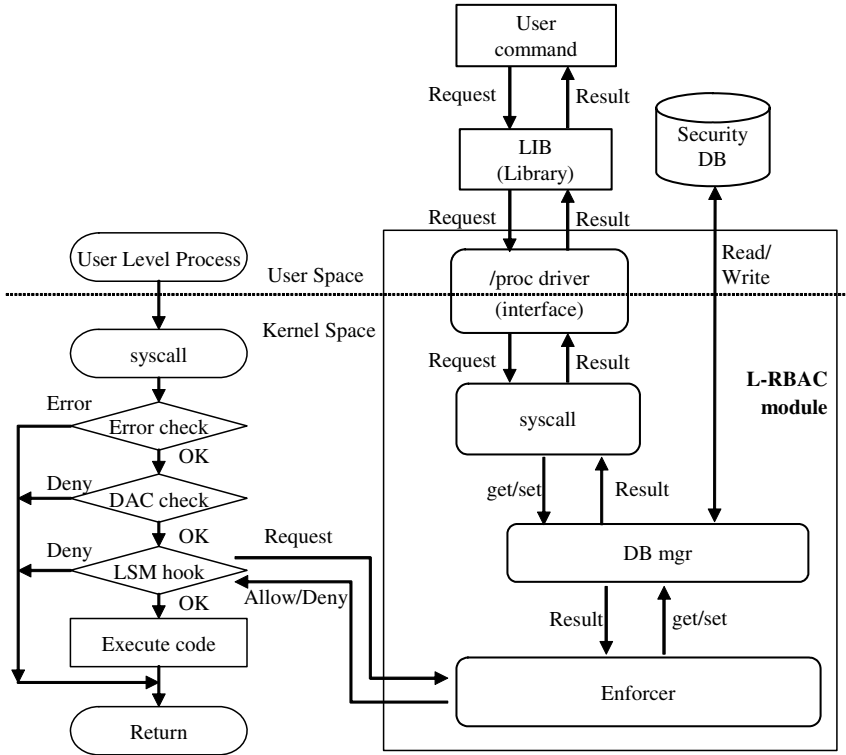 User
command
Request
Result
LIB
(Library)
Security
DB
Request
Result
User Level Process
User Space
/proc driver
(interface)
Read/
Write
Kernel Space
syscall
Request
Result
L-RBAC
module
Error
Error check
OK
syscall
Deny
DAC check
OK
get/set
Result
Deny
LSM hook
OK
Request
Allow/Deny
DB mgr
Execute code
Result
get/set
Enforcer
Return